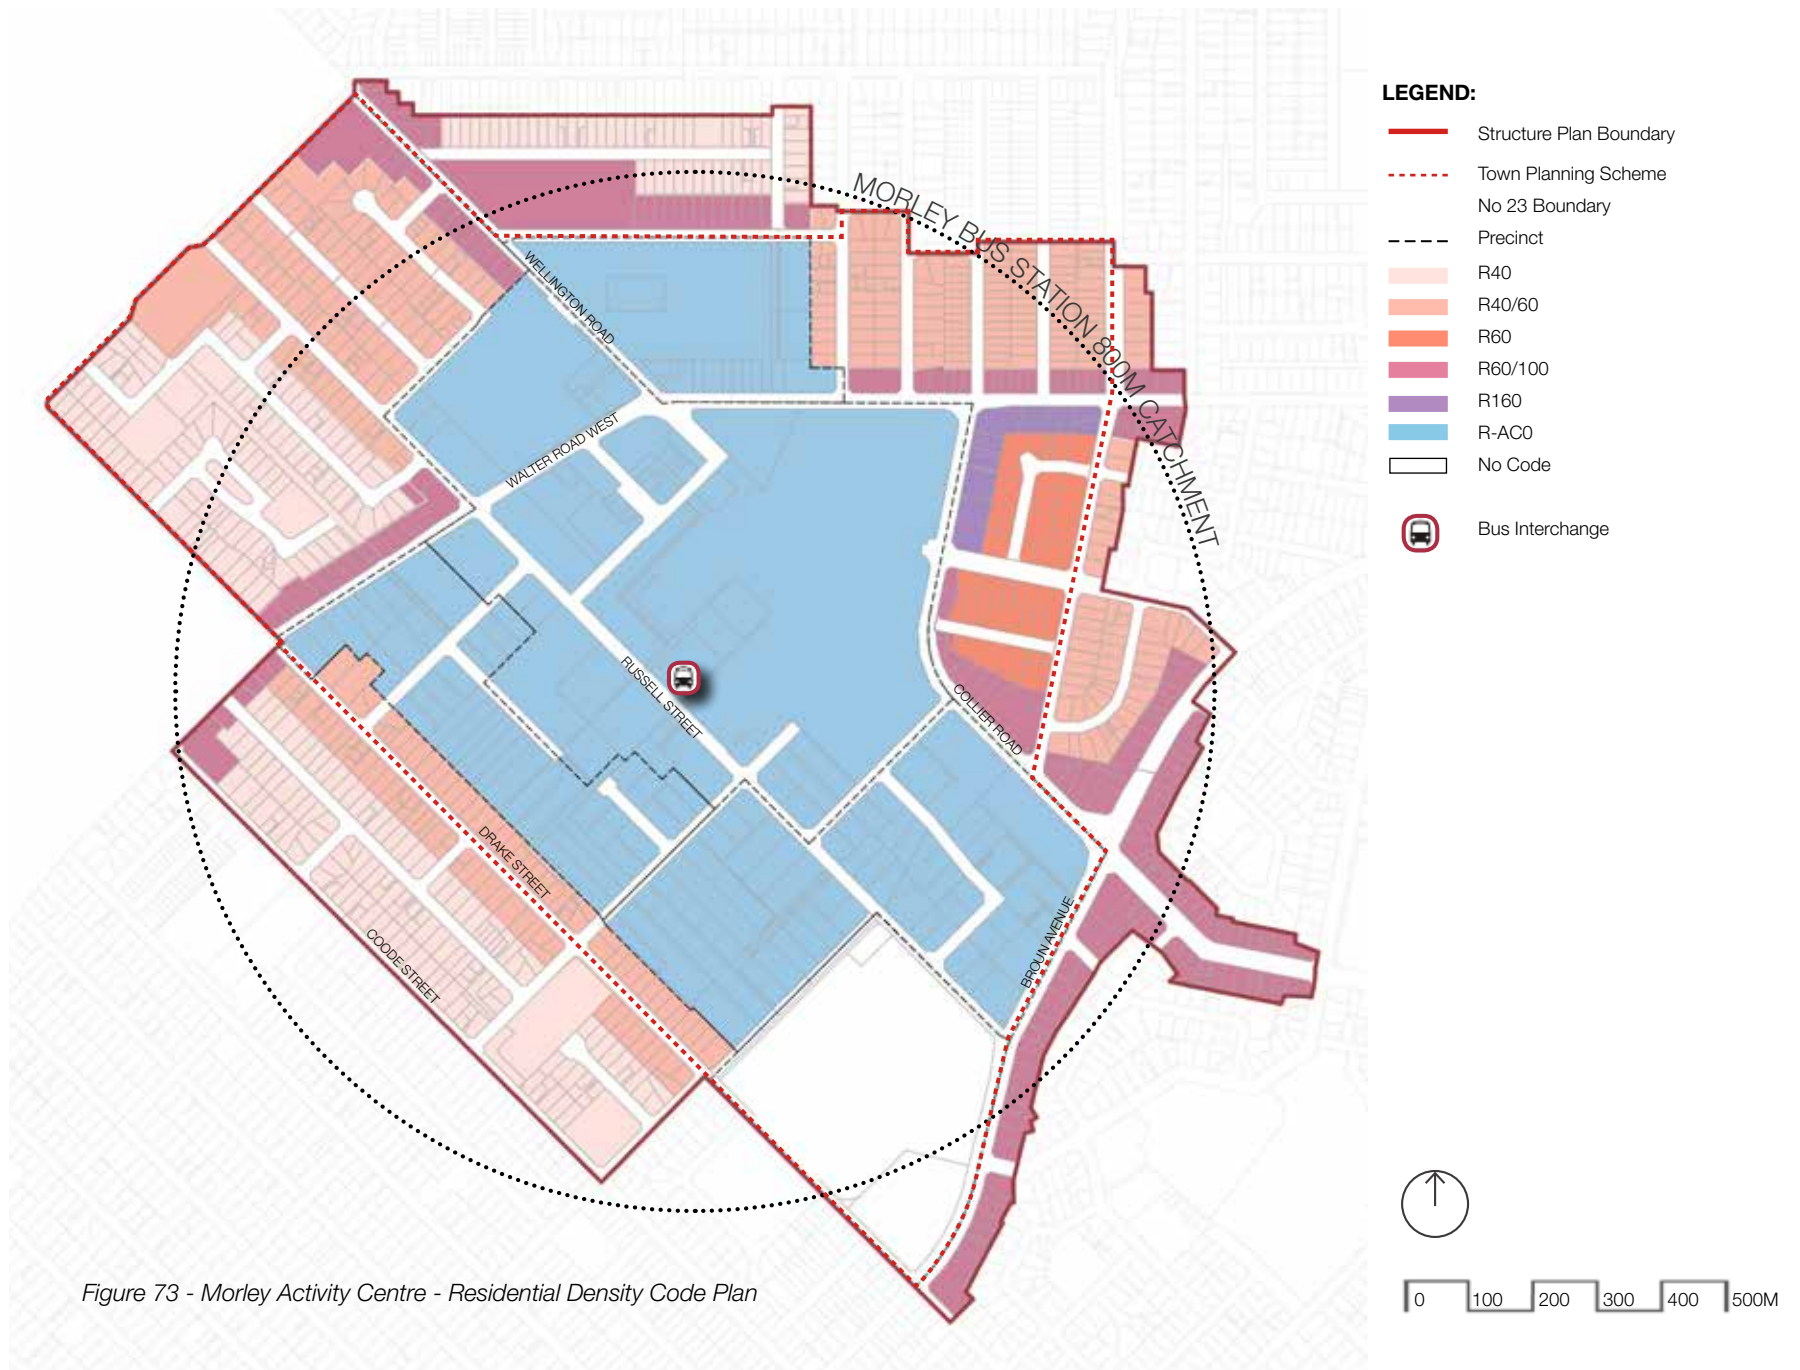 LEGEND:
Structure Plan Boundary
Town Planning Scheme
No 23 Boundary
Precinct
R40
R40/60
R60
R60/100
R160
R-AC0
No Code
Bus Interchange
MORLEY BUS STATION 800M CATCHMENT
WELLINGTON ROAD
WALTER ROAD WEST
RUSSELL STREET
COLLIER ROAD
DRAKE STREET
COODE STREET
BROUN AVENUE
0 100 200 300 400 500M
Figure 73 - Morley Activity Centre - Residential Density Code Plan